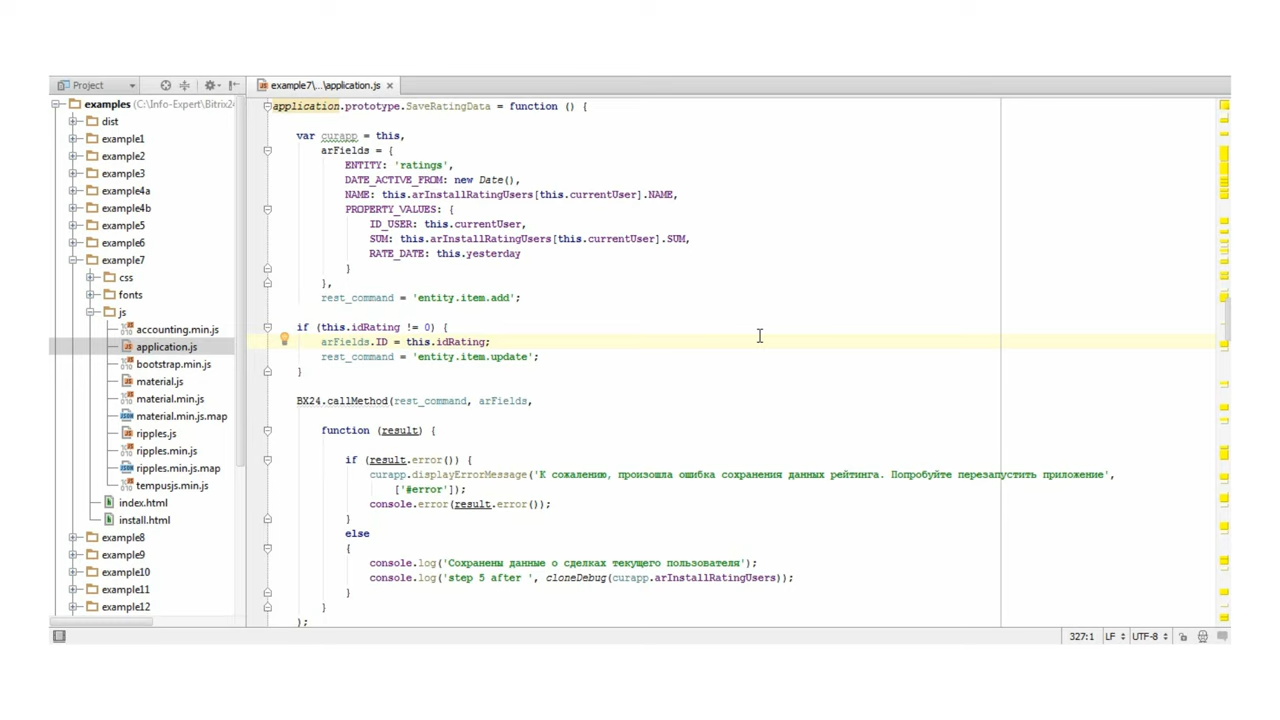 Project
example7\...\application.js
examples (C:\Info-Expert\Bitrix24
dist
example1
example2
example3
example4a
example4b
example5
example6
example7
css
fonts
js
accounting.min.js
application.js
bootstrap.min.js
material.js
material.min.js
material.min.js.map
ripples.js
ripples.min.js
ripples.min.js.map
tempusjs.min.js
index.html
install.html
example8
example9
example10
example11
example12
application.prototype.SaveRatingData = function () {
var curapp = this,
arFields = {
ENTITY: 'ratings',
DATE_ACTIVE_FROM: new Date(),
NAME: this.arInstallRatingUsers[this.currentUser].NAME,
PROPERTY_VALUES: {
ID_USER: this.currentUser,
SUM: this.arInstallRatingUsers[this.currentUser].SUM,
RATE_DATE: this.yesterday
}
},
rest_command = 'entity.item.add';
if (this.idRating != 0) {
arFields.ID = this.idRating;
rest_command = 'entity.item.update';
}
BX24.callMethod(rest_command, arFields,
function (result) {
if (result.error()) {
curapp.displayErrorMessage('К сожалению, произошла ошибка сохранения данных рейтинга. Попробуйте перезапустить приложение',
['#error']);
console.error(result.error());
}
else
{
console.log('Сохранены данные о сделках текущего пользователя');
console.log('step 5 after ', cloneDebug(curapp.arInstallRatingUsers));
}
}
);
327:1 LF UTF-8